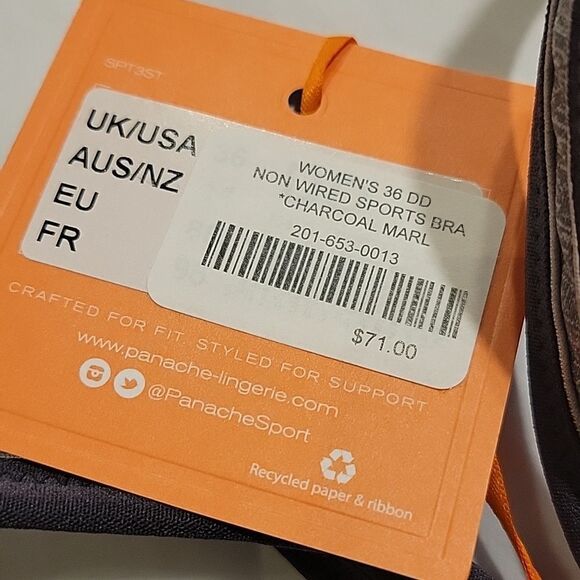 SPT3ST
UK/USA
AUS/NZ
EU
FR
WOMEN'S 36 DD
NON WIRED SPORTS BRA
*CHARCOAL MARL
201-653-0013
$71.00
CRAFTED FOR FIT. STYLED FOR SUPPORT
www.panache-lingerie.com
@PanacheSport
Recycled paper & ribbon